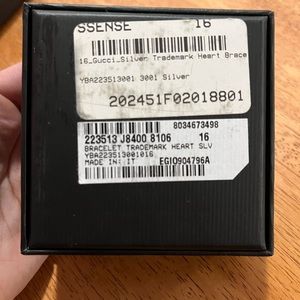 SSENSE 16
16_Gucci_Silver Trademark Heart Brace
YBA223513001 3001 Silver
202451F02018801
8034673498
223513 J8400 8106 16
BRACELET TRADEMARK HEART SLV
YBA223513001016
MADE IN: IT EGIO904796A